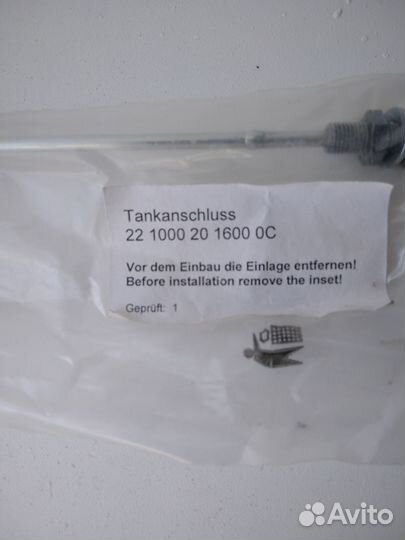 Tankanschluss
22 1000 20 1600 0C
Vor dem Einbau die Einlage entfernen!
Before installation remove the inset!
Geprüft: 1
Avito